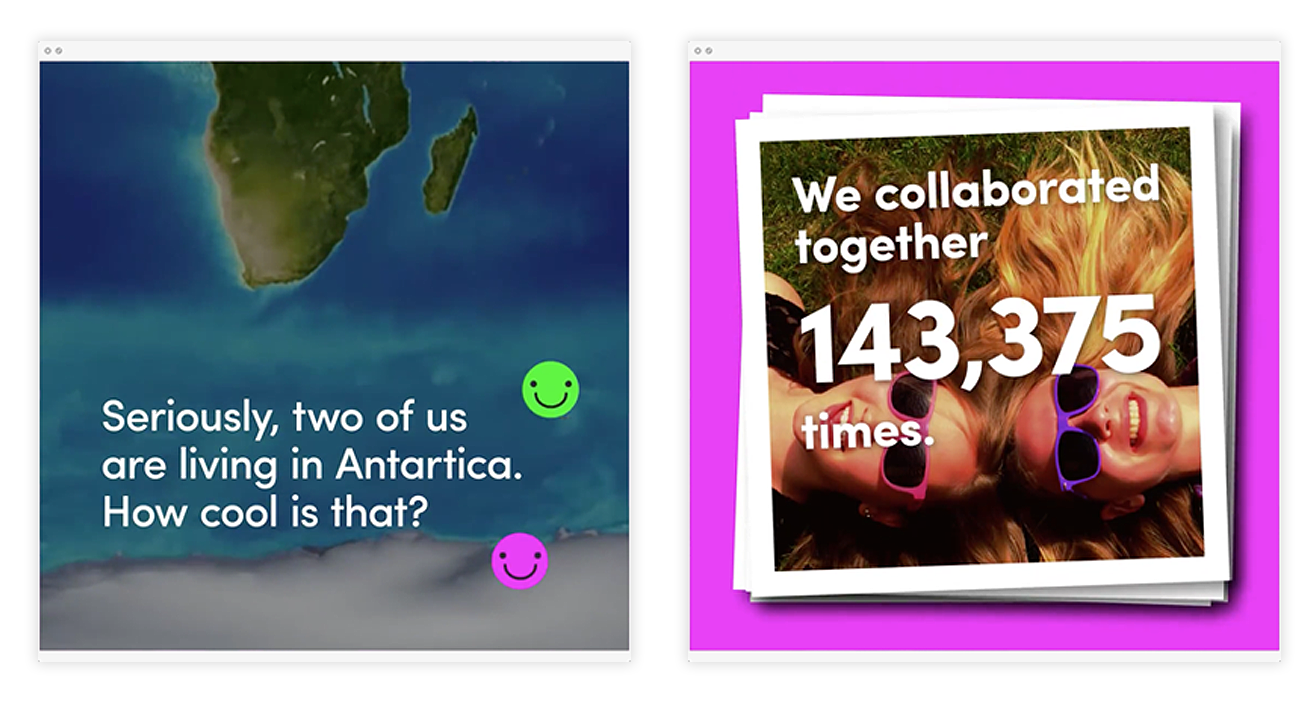 Seriously, two of us
are living in Antartica.
How cool is that?
We collaborated
together
143,375
times.